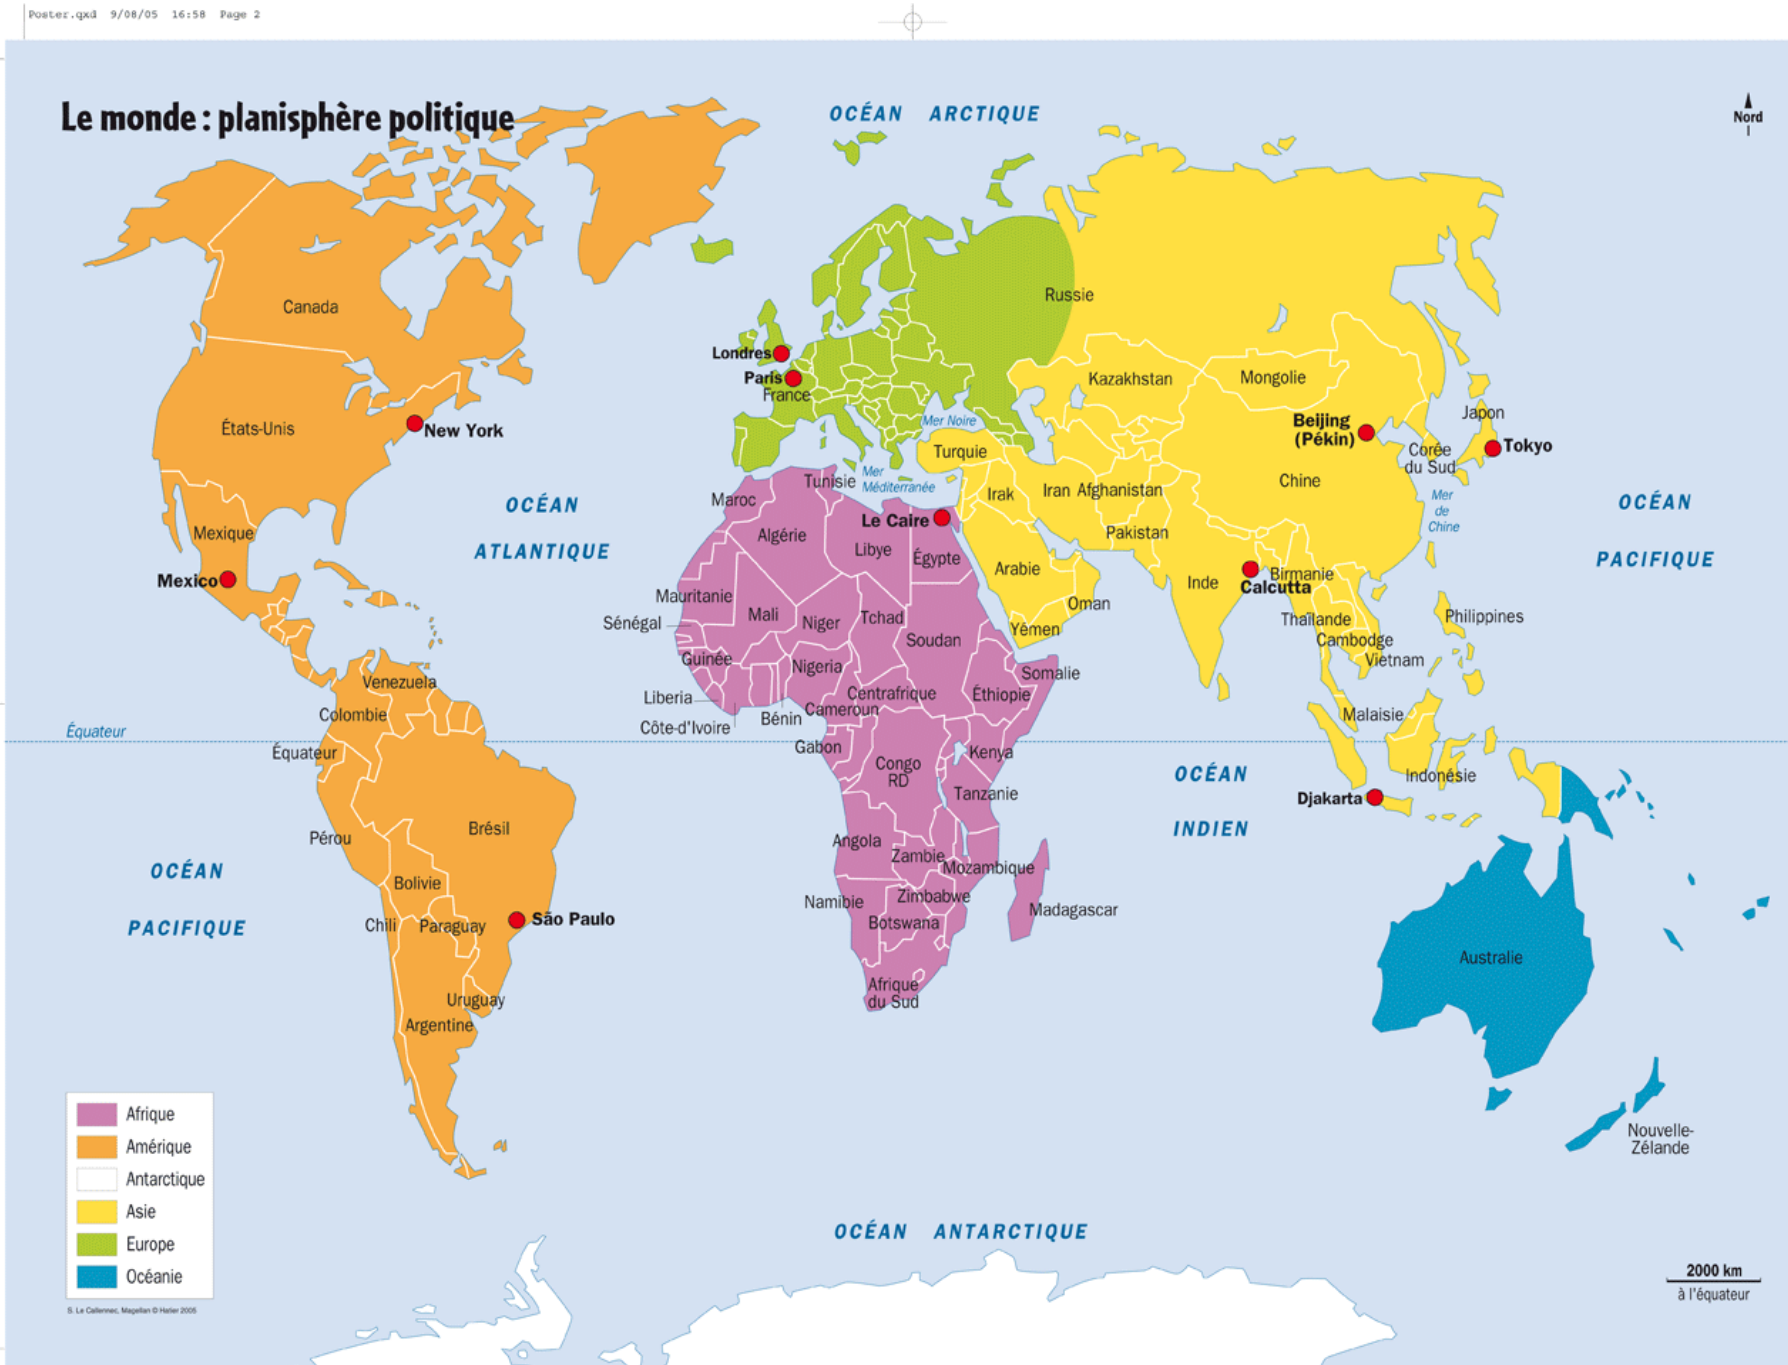 Poster.qxd 9/08/05 16:58 Page 2
Le monde : planisphère politique
OCÉAN ARCTIQUE
Nord
Canada
Russie
Londres
Paris
France
Kazakhstan
Mongolie
États-Unis
New York
Mer Noire
Beijing
(Pékin)
Japon
Tokyo
Corée
du Sud
Turquie
Mer
Méditerranée
Tunisie
Maroc
Irak
Iran
Afghanistan
Chine
Mer
de
Chine
OCÉAN
ATLANTIQUE
OCÉAN
PACIFIQUE
Mexique
Mexico
Algérie
Libye
Le Caire
Égypte
Pakistan
Arabie
Inde
Calcutta
Birmanie
Oman
Yémen
Mauritanie
Mali
Niger
Tchad
Soudan
Sénégal
Guinée
Nigeria
Liberia
Côte-d'Ivoire
Bénin
Cameroun
Centrafrique
Éthiopie
Somalie
Thaïlande
Cambodge
Vietnam
Philippines
Venezuela
Colombie
Malaisie
Équateur
Équateur
Gabon
Congo
RD
Kenya
Tanzanie
OCÉAN
INDIEN
Indonésie
Djakarta
Pérou
Brésil
Angola
Zambie
Mozambique
OCÉAN
PACIFIQUE
Bolivie
Namibie
Zimbabwe
Botswana
Madagascar
Chili
Paraguay
São Paulo
Australie
Afrique
du Sud
Uruguay
Argentine
Nouvelle-
Zélande
Afrique
Amérique
Antarctique
Asie
Europe
Océanie
OCÉAN ANTARCTIQUE
2000 km
à l'équateur
S. Le Callennec, Magellan © Hatier 2005